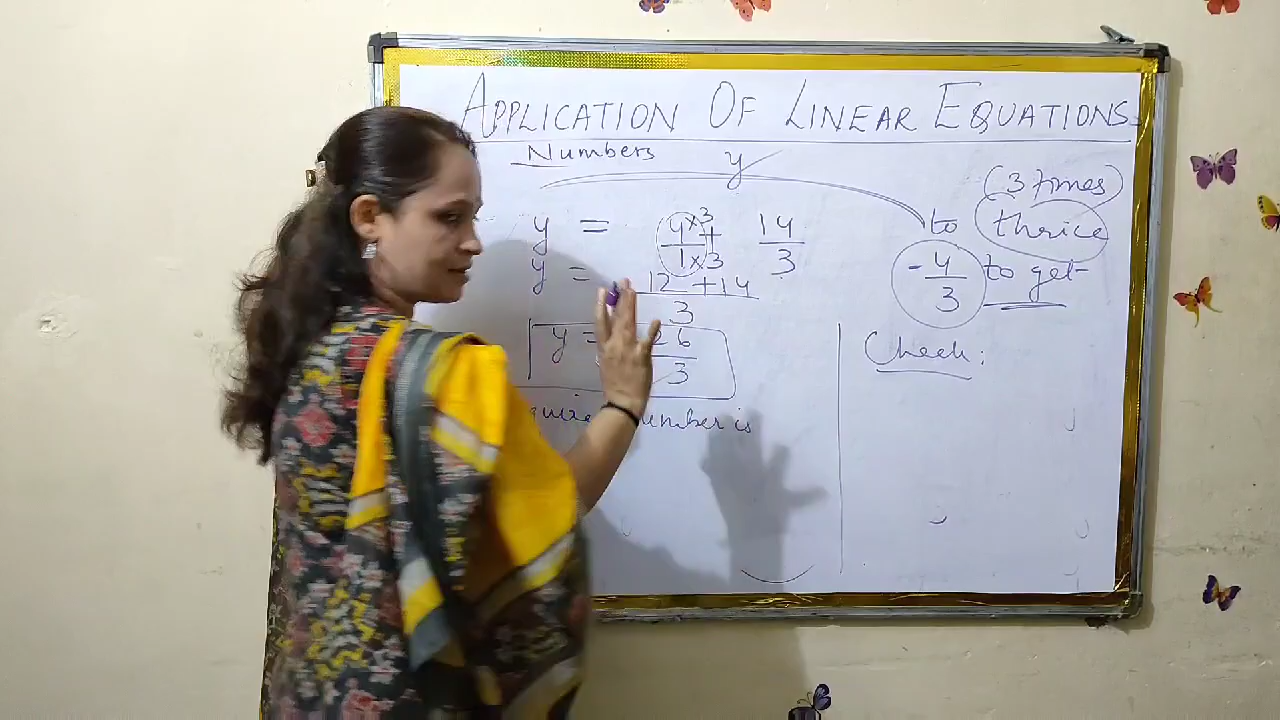 APPLICATION OF LINEAR EQUATIONS
Numbers
y
y = 4×3/1×3 + 14/3
to thrice (3 times)
y = 12 + 14/3
-4/3 to get
y = 26/3
Check:
number is